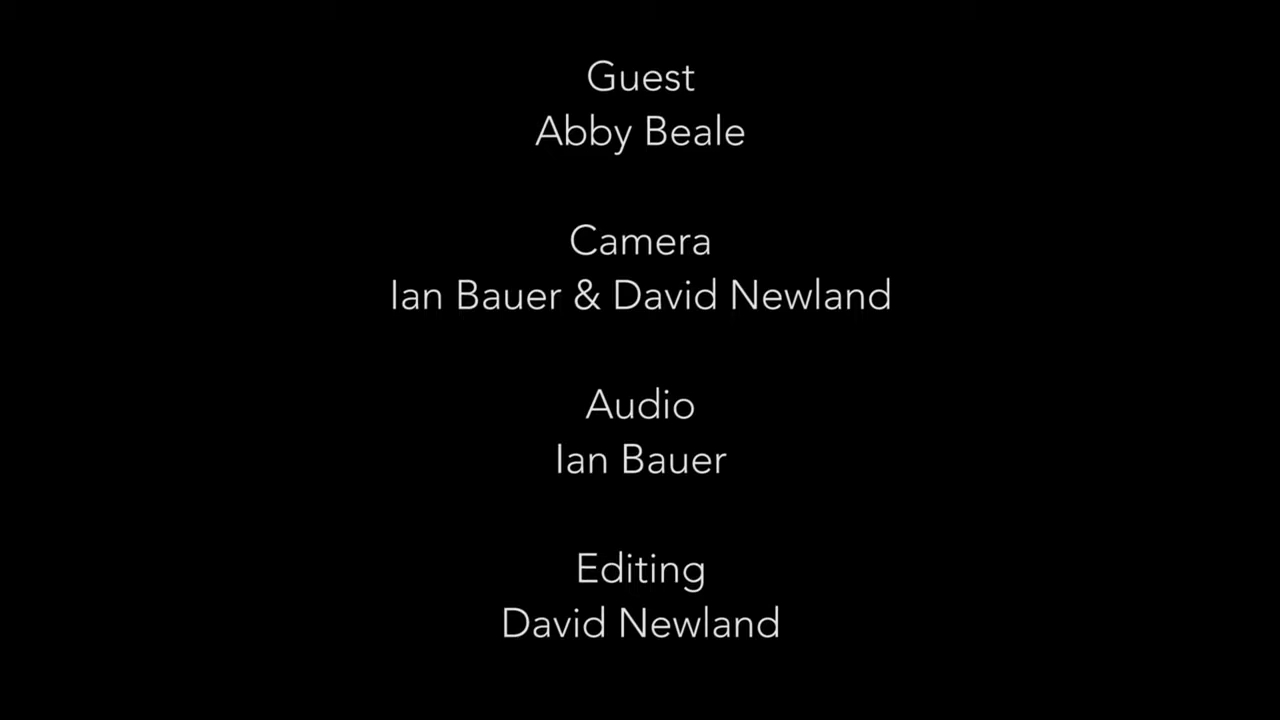 Guest
Abby Beale
Camera
Ian Bauer & David Newland
Audio
Ian Bauer
Editing
David Newland